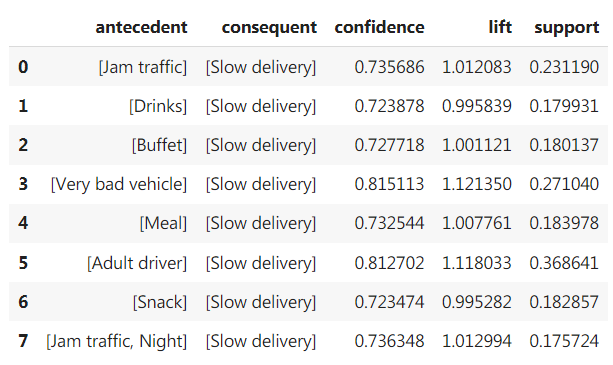 antecedent consequent confidence lift support
0 [Jam traffic] [Slow delivery] 0.735686 1.012083 0.231190
1 [Drinks] [Slow delivery] 0.723878 0.995839 0.179931
2 [Buffet] [Slow delivery] 0.727718 1.001121 0.180137
3 [Very bad vehicle] [Slow delivery] 0.815113 1.121350 0.271040
4 [Meal] [Slow delivery] 0.732544 1.007761 0.183978
5 [Adult driver] [Slow delivery] 0.812702 1.118033 0.368641
6 [Snack] [Slow delivery] 0.723474 0.995282 0.182857
7 [Jam traffic, Night] [Slow delivery] 0.736348 1.012994 0.175724